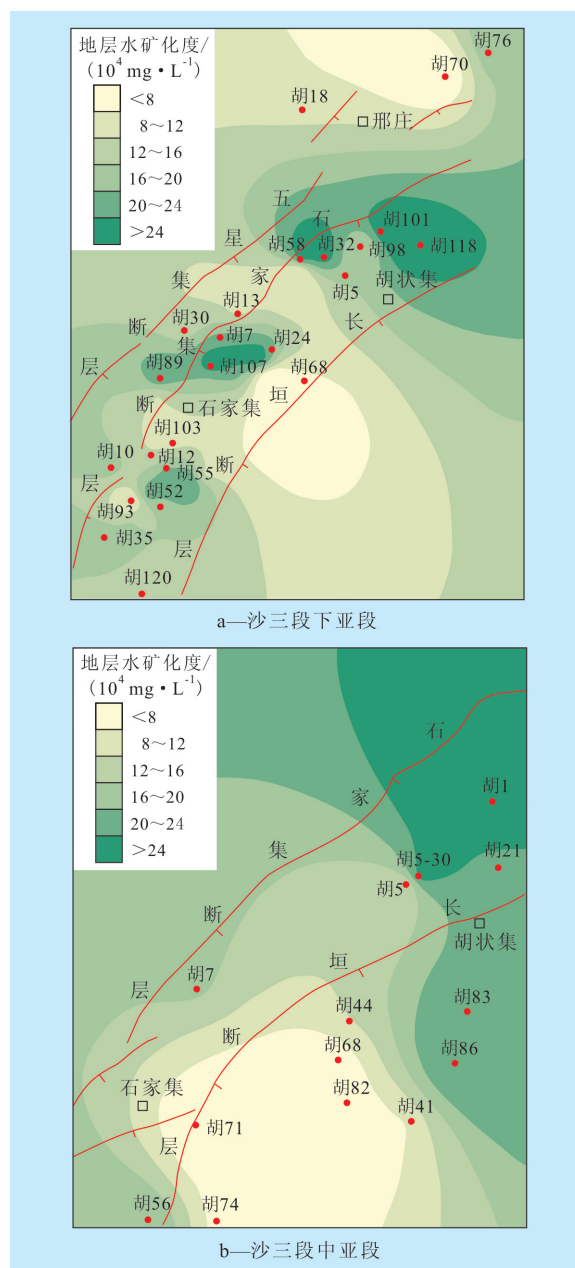 地层水矿化度/
(10⁴ mg·L⁻¹)
<8
8～12
12～16
16～20
20～24
>24
胡76
胡70
胡18
邢庄
五
星
集
断
层
石
家
集
断
层
长
垣
断
层
胡101
胡58
胡32
胡98
胡118
胡5
胡状集
胡13
胡30
胡7
胡24
胡89
胡107
胡68
石家集
胡103
胡10
胡12
胡55
胡52
胡93
胡35
胡120
a—沙三段下亚段
地层水矿化度/
(10⁴ mg·L⁻¹)
<8
8～12
12～16
16～20
20～24
>24
石
家
集
断
层
胡1
胡5-30
胡21
胡5
长
垣
断
层
胡状集
胡7
胡44
胡83
胡68
胡86
石家集
胡82
胡71
胡41
胡56
胡74
b—沙三段中亚段